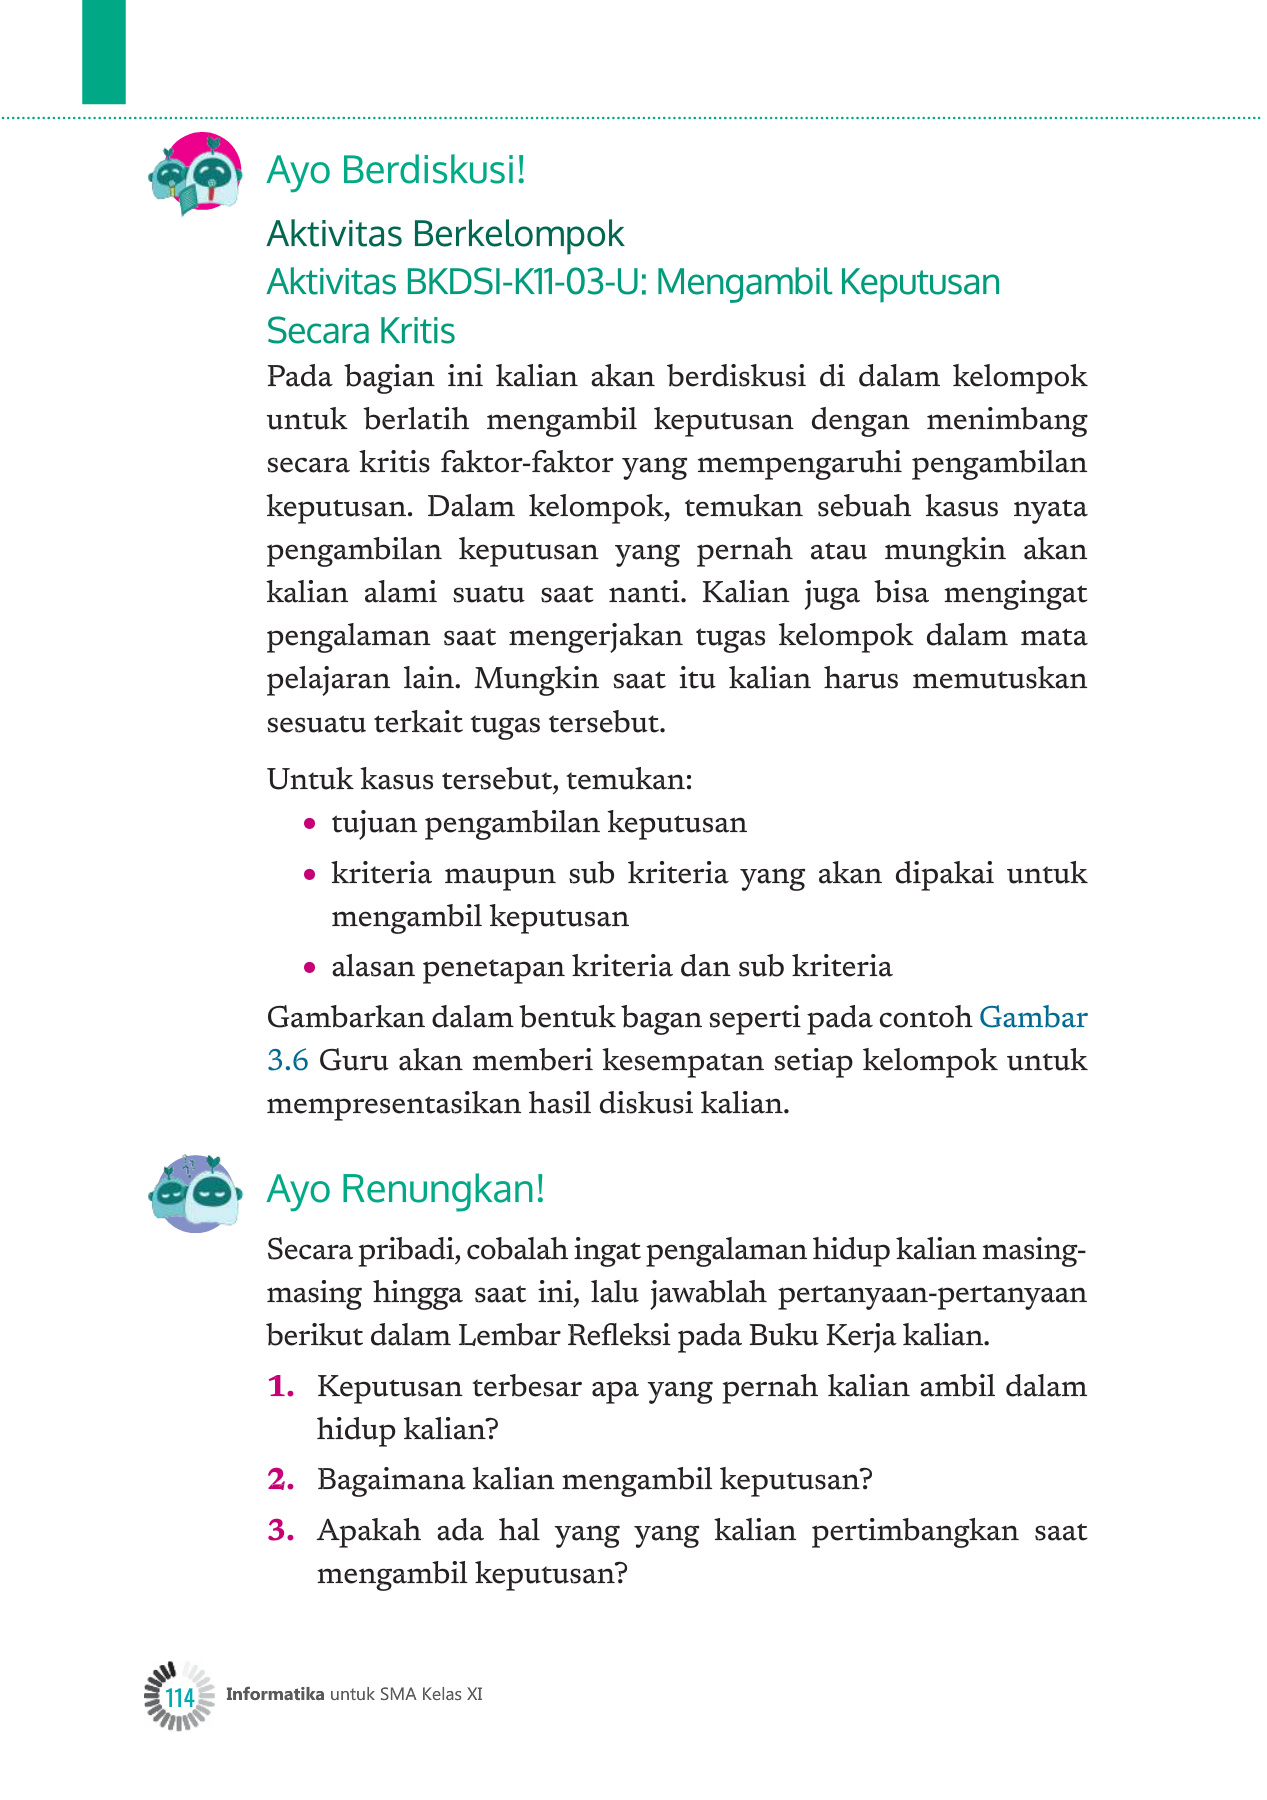 Ayo Berdiskusi!
Aktivitas Berkelompok
Aktivitas BKDSI-K11-03-U: Mengambil Keputusan
Secara Kritis
Pada bagian ini kalian akan berdiskusi di dalam kelompok
untuk berlatih mengambil keputusan dengan menimbang
secara kritis faktor-faktor yang mempengaruhi pengambilan
keputusan. Dalam kelompok, temukan sebuah kasus nyata
pengambilan keputusan yang pernah atau mungkin akan
kalian alami suatu saat nanti. Kalian juga bisa mengingat
pengalaman saat mengerjakan tugas kelompok dalam mata
pelajaran lain. Mungkin saat itu kalian harus memutuskan
sesuatu terkait tugas tersebut.
Untuk kasus tersebut, temukan:
• tujuan pengambilan keputusan
• kriteria maupun sub kriteria yang akan dipakai untuk
mengambil keputusan
• alasan penetapan kriteria dan sub kriteria
Gambarkan dalam bentuk bagan seperti pada contoh Gambar
3.6 Guru akan memberi kesempatan setiap kelompok untuk
mempresentasikan hasil diskusi kalian.
Ayo Renungkan!
Secara pribadi, cobalah ingat pengalaman hidup kalian masing-
masing hingga saat ini, lalu jawablah pertanyaan-pertanyaan
berikut dalam Lembar Refleksi pada Buku Kerja kalian.
1. Keputusan terbesar apa yang pernah kalian ambil dalam
hidup kalian?
2. Bagaimana kalian mengambil keputusan?
3. Apakah ada hal yang yang kalian pertimbangkan saat
mengambil keputusan?
114 Informatika untuk SMA Kelas XI